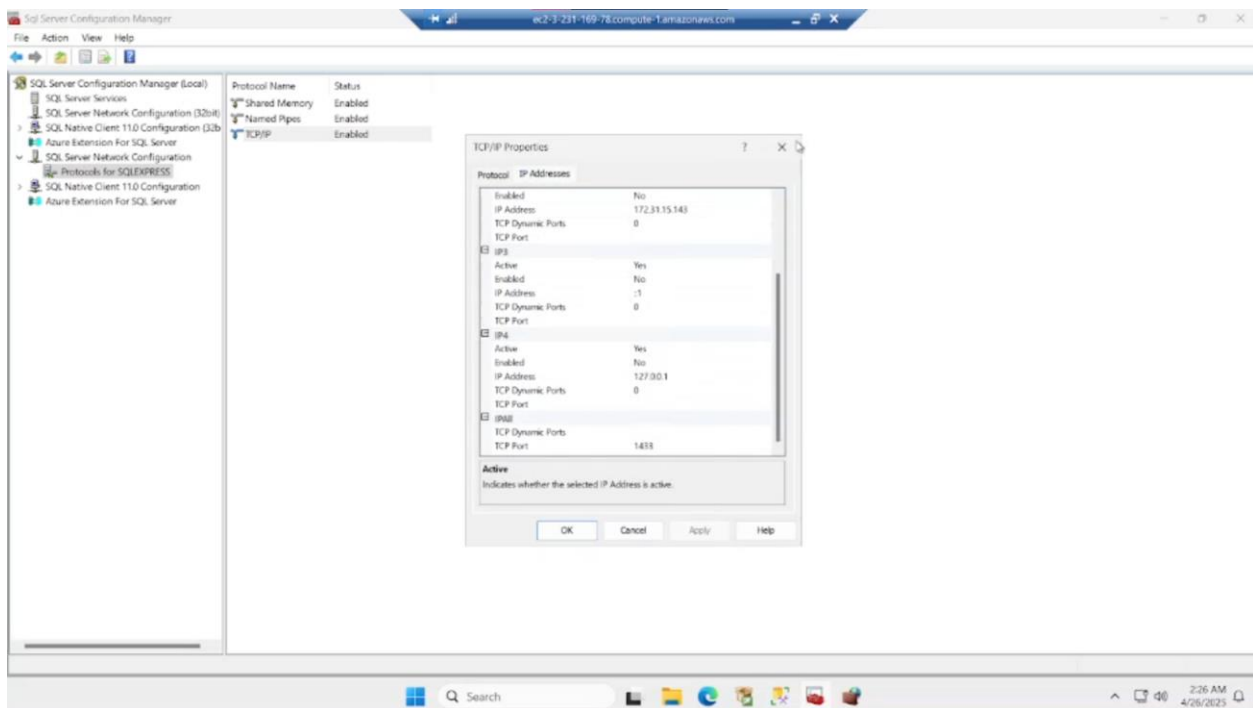 Sql Server Configuration Manager
ec2-3-231-169-78.compute-1.amazonaws.com
File Action View Help
SQL Server Configuration Manager (Local)
SQL Server Services
SQL Server Network Configuration (32bit)
SQL Native Client 11.0 Configuration (32b
Azure Extension For SQL Server
SQL Server Network Configuration
Protocols for SQLEXPRESS
SQL Native Client 11.0 Configuration
Azure Extension For SQL Server
Protocol Name Status
Shared Memory Enabled
Named Pipes Enabled
TCP/IP Enabled
TCP/IP Properties ?
Protocol IP Addresses
Enabled No
IP Address 172.31.15.143
TCP Dynamic Ports 0
TCP Port
IP3
Active Yes
Enabled No
IP Address ::1
TCP Dynamic Ports 0
TCP Port
IP4
Active Yes
Enabled No
IP Address 127.0.0.1
TCP Dynamic Ports 0
TCP Port
IPAll
TCP Dynamic Ports
TCP Port 1433
Active
Indicates whether the selected IP Address is active.
OK Cancel Apply Help
Search
2:26 AM
4/26/2025